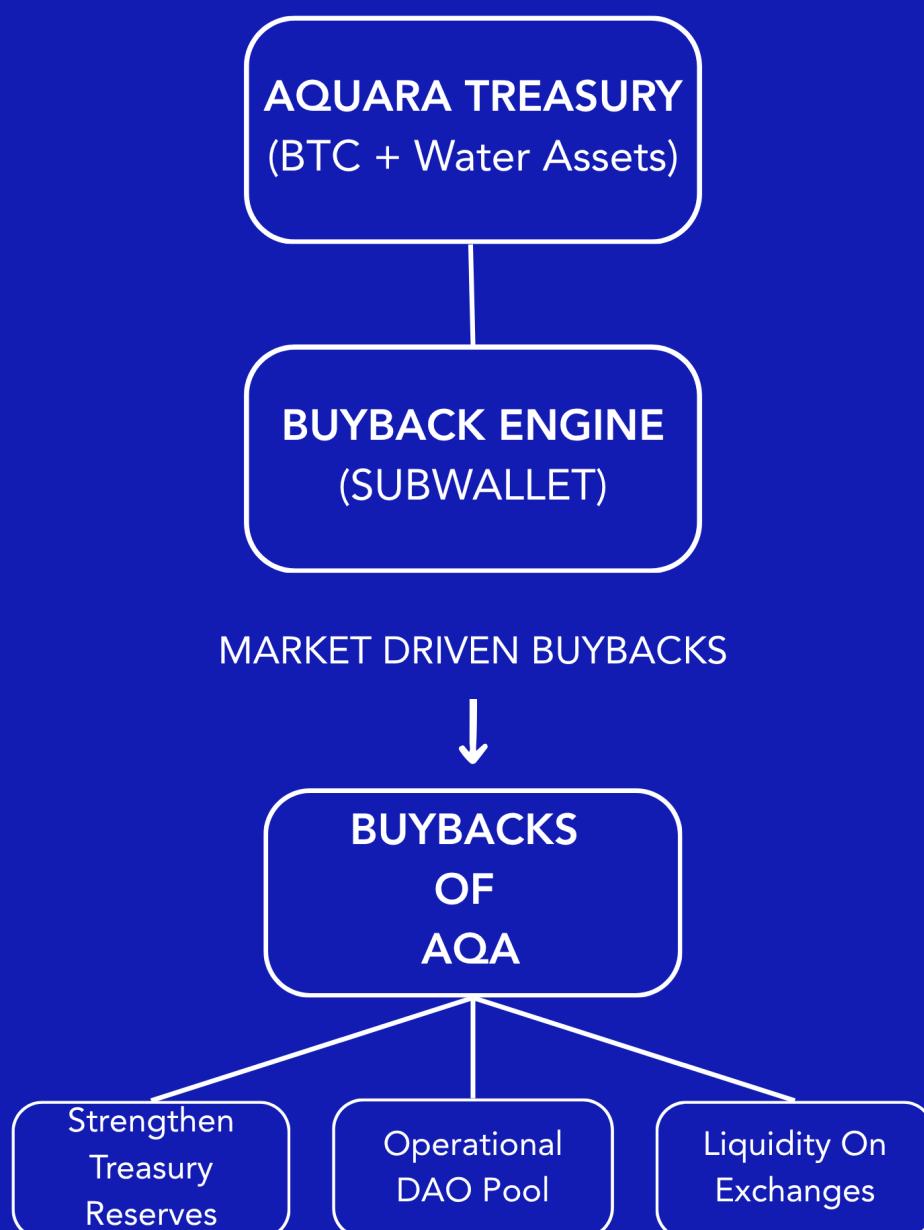 AQUARA TREASURY
(BTC + Water Assets)
BUYBACK ENGINE
(SUBWALLET)
MARKET DRIVEN BUYBACKS
BUYBACKS
OF
AQA
Strengthen
Treasury
Reserves
Operational
DAO Pool
Liquidity On
Exchanges